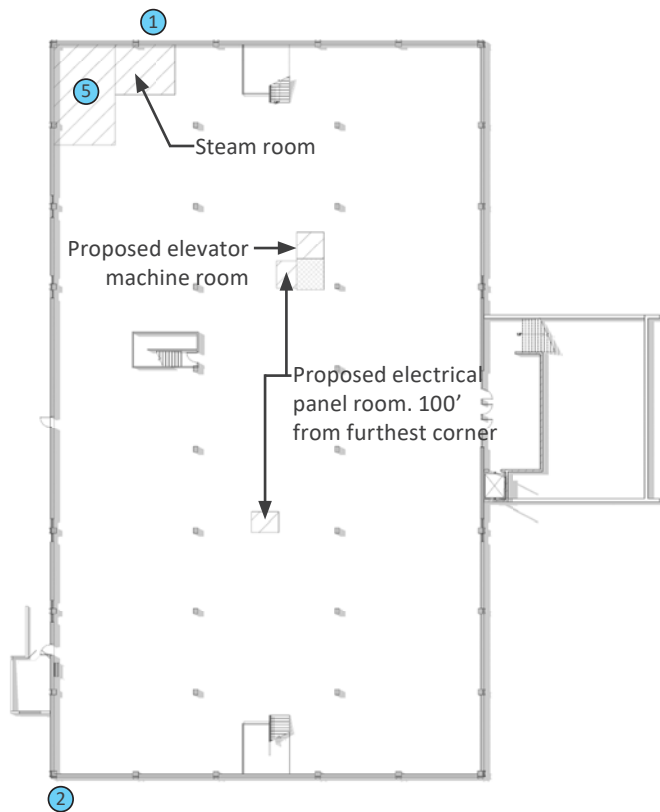 1
5
Steam room
Proposed elevator
machine room
Proposed electrical
panel room. 100’
from furthest corner
2